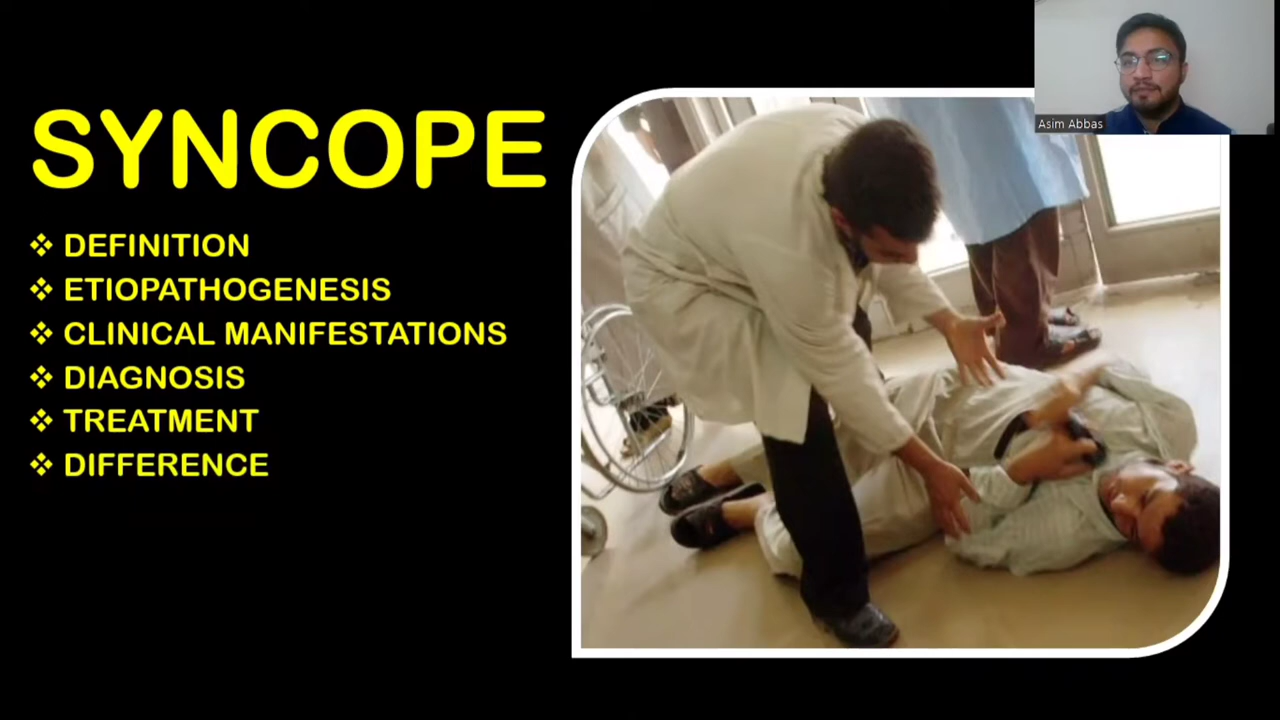 SYNCOPE
❖ DEFINITION
❖ ETIOPATHOGENESIS
❖ CLINICAL MANIFESTATIONS
❖ DIAGNOSIS
❖ TREATMENT
❖ DIFFERENCE
Asim Abbas